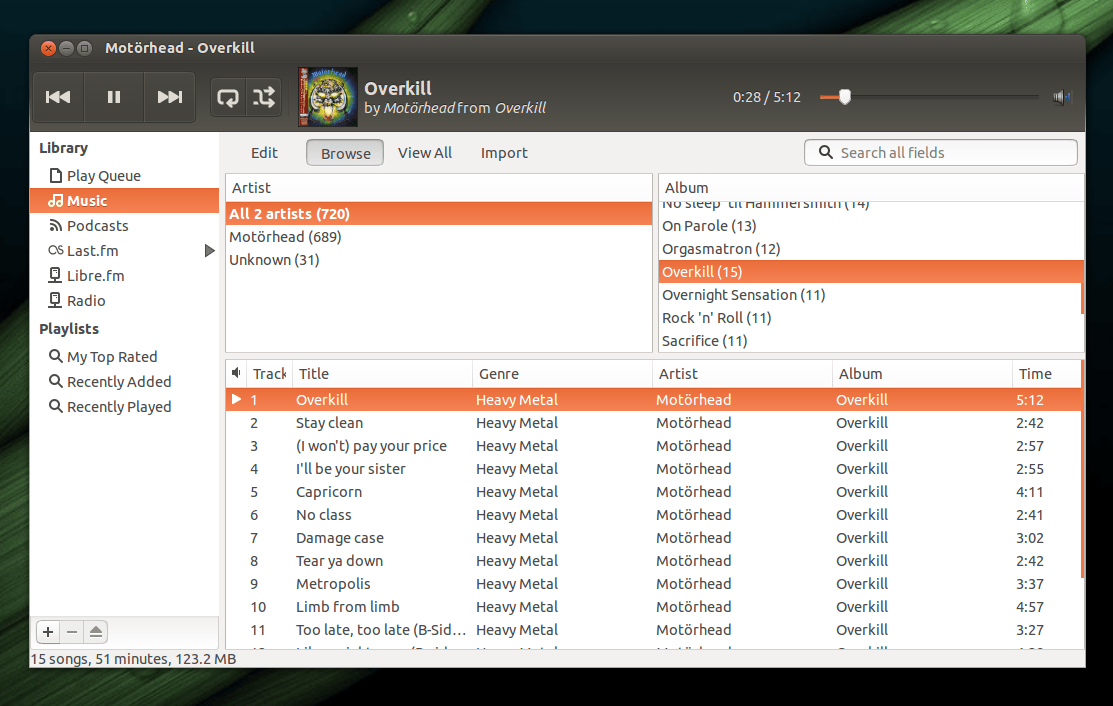 Motörhead - Overkill
Overkill
by Motörhead from Overkill
0:28 / 5:12
Library
Play Queue
Music
Podcasts
Last.fm
Libre.fm
Radio
Playlists
My Top Rated
Recently Added
Recently Played
Edit Browse View All Import Search all fields
Artist
All 2 artists (720)
Motörhead (689)
Unknown (31)
Album
No sleep 'til Hammersmith (14)
On Parole (13)
Orgasmatron (12)
Overkill (15)
Overnight Sensation (11)
Rock 'n' Roll (11)
Sacrifice (11)
Track Title Genre Artist Album Time
1 Overkill Heavy Metal Motörhead Overkill 5:12
2 Stay clean Heavy Metal Motörhead Overkill 2:42
3 (I won't) pay your price Heavy Metal Motörhead Overkill 2:57
4 I'll be your sister Heavy Metal Motörhead Overkill 2:55
5 Capricorn Heavy Metal Motörhead Overkill 4:11
6 No class Heavy Metal Motörhead Overkill 2:41
7 Damage case Heavy Metal Motörhead Overkill 3:02
8 Tear ya down Heavy Metal Motörhead Overkill 2:42
9 Metropolis Heavy Metal Motörhead Overkill 3:37
10 Limb from limb Heavy Metal Motörhead Overkill 4:57
11 Too late, too late (B-Sid... Heavy Metal Motörhead Overkill 3:27
15 songs, 51 minutes, 123.2 MB